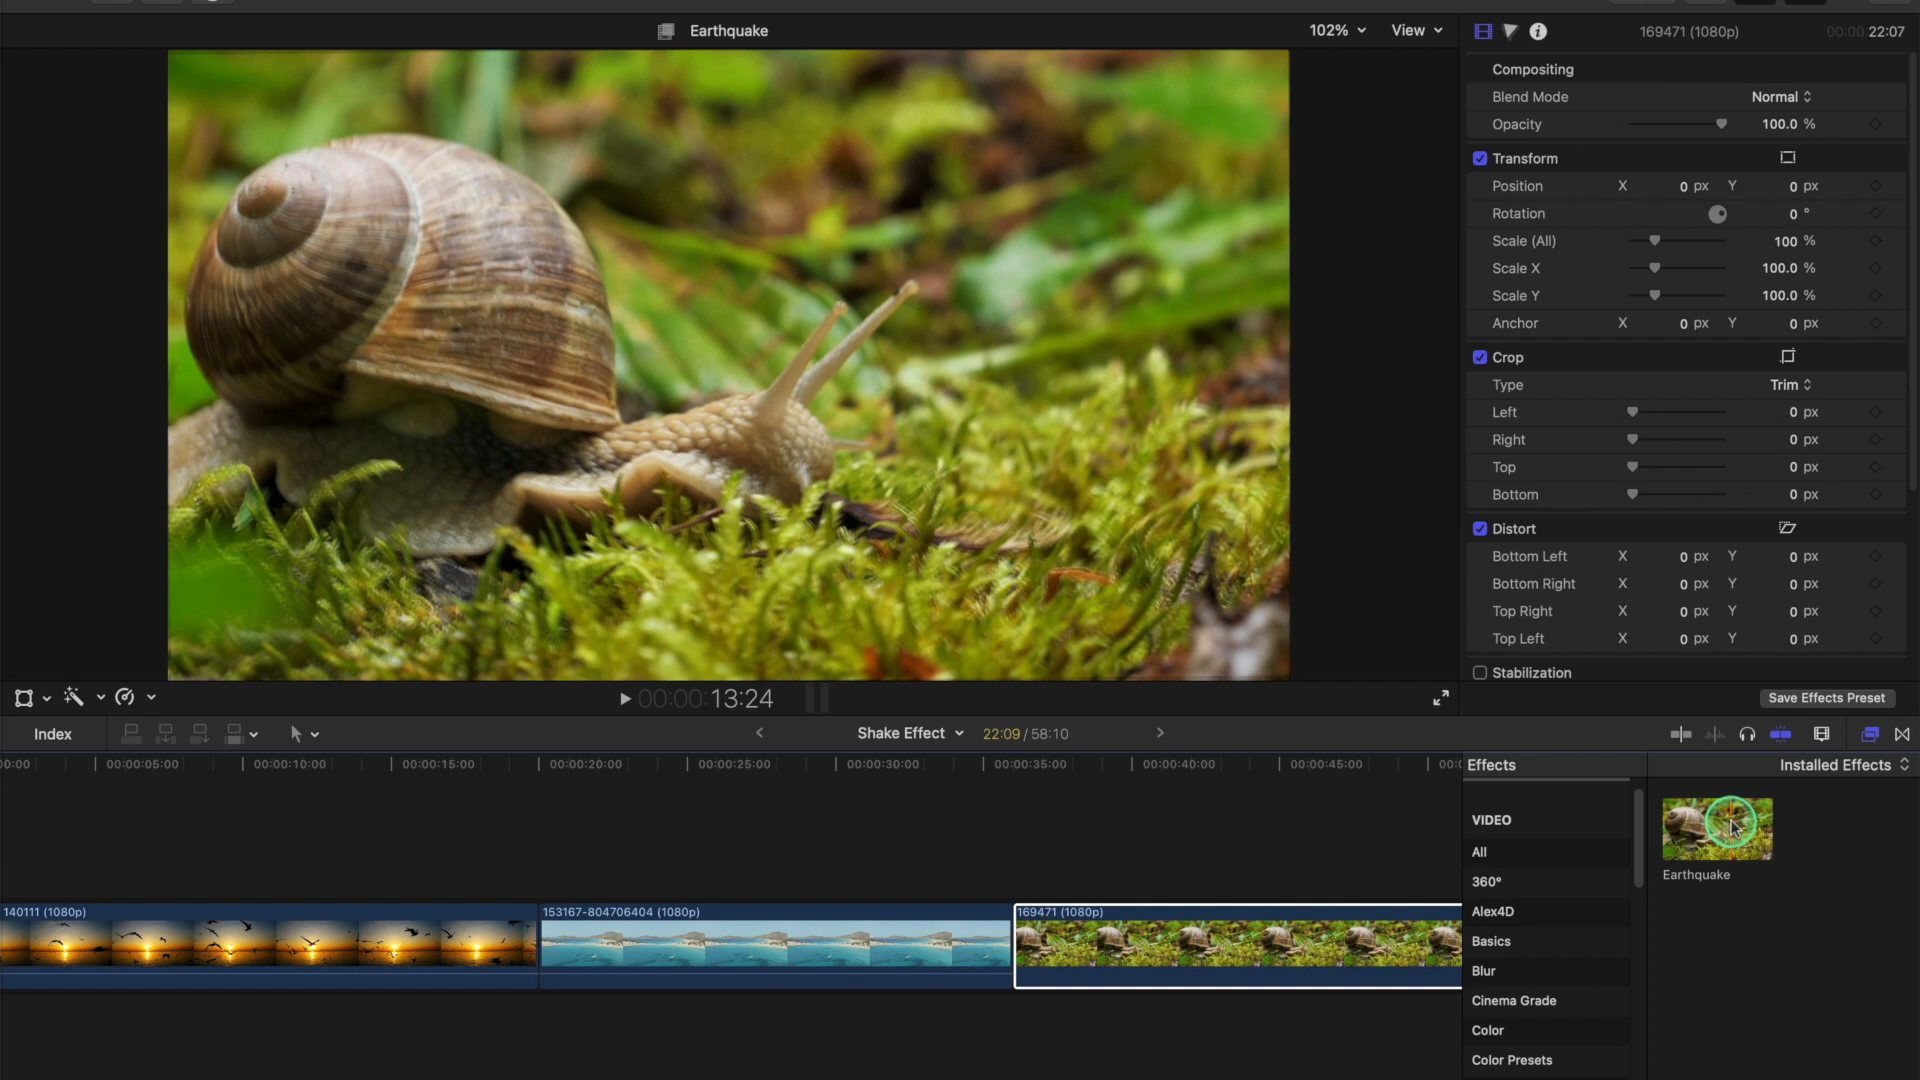 Earthquake
102%
View
169471 (1080p)
00:00:22:07
Compositing
Blend Mode
Normal
Opacity
100.0 %
Transform
Position X 0 px Y 0 px
Rotation 0 °
Scale (All) 100 %
Scale X 100.0 %
Scale Y 100.0 %
Anchor X 0 px Y 0 px
Crop
Type Trim
Left 0 px
Right 0 px
Top 0 px
Bottom 0 px
Distort
Bottom Left X 0 px Y 0 px
Bottom Right X 0 px Y 0 px
Top Right X 0 px Y 0 px
Top Left X 0 px Y 0 px
Stabilization
00:00:13:24
Save Effects Preset
Index
Shake Effect
22:09 / 58:10
00:00:05:00
00:00:10:00
00:00:15:00
00:00:20:00
00:00:25:00
00:00:30:00
00:00:35:00
00:00:40:00
00:00:45:00
Effects
Installed Effects
VIDEO
All
360°
Alex4D
Basics
Blur
Cinema Grade
Color
Color Presets
Earthquake
140111 (1080p)
153167-804706404 (1080p)
169471 (1080p)